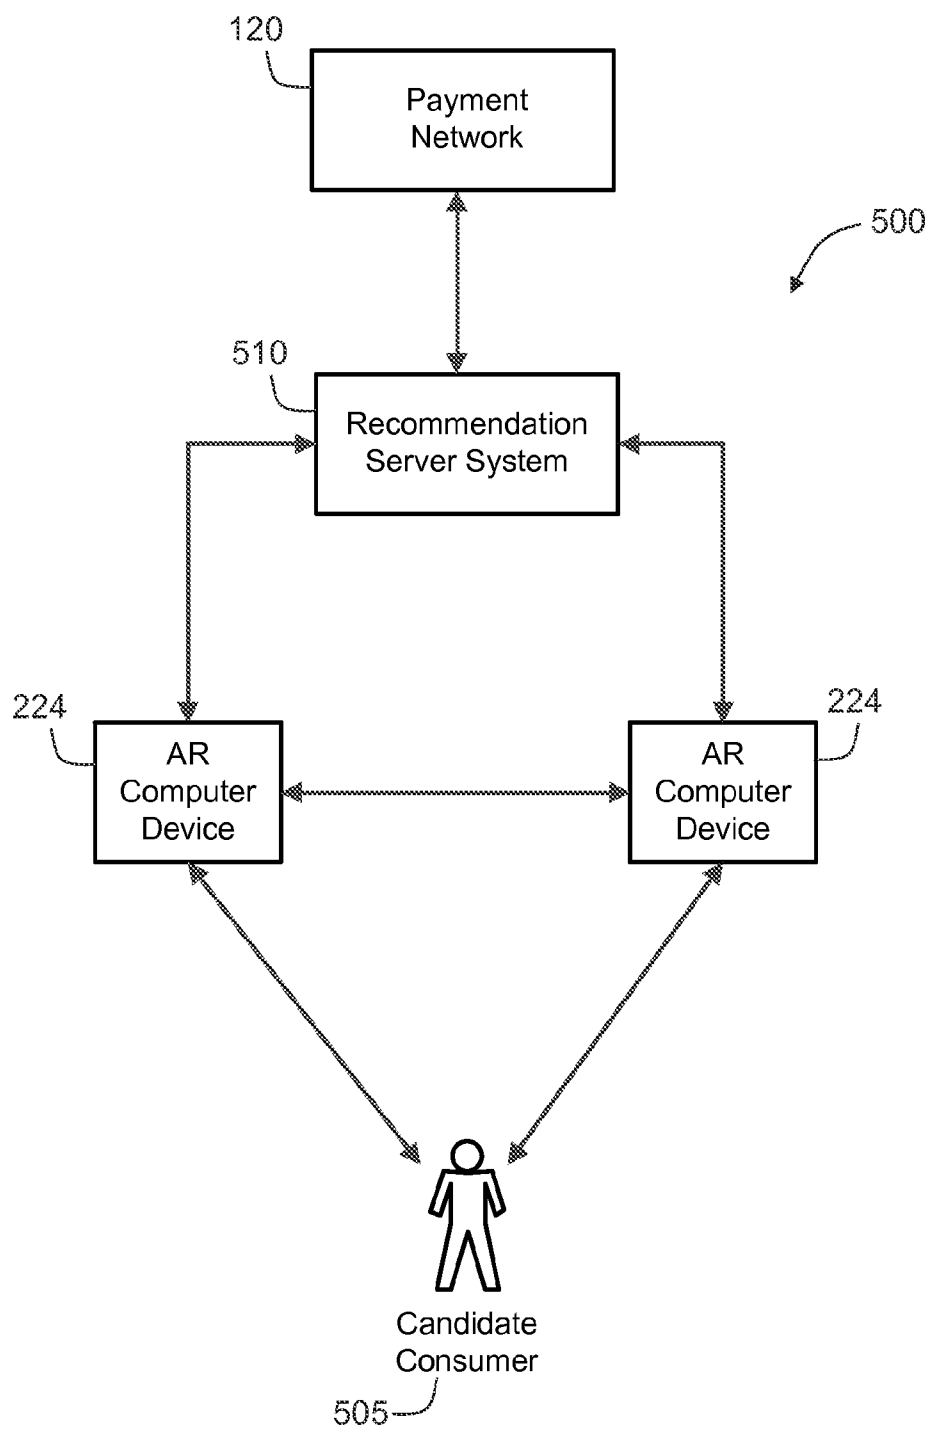 120
Payment
Network
500
510
Recommendation
Server System
224
AR
Computer
Device
224
AR
Computer
Device
Candidate
Consumer
505